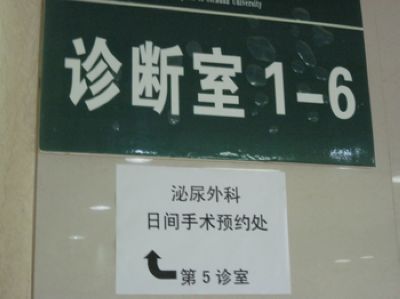 University
诊断室1-6
泌尿外科
日间手术预约处
第5诊室